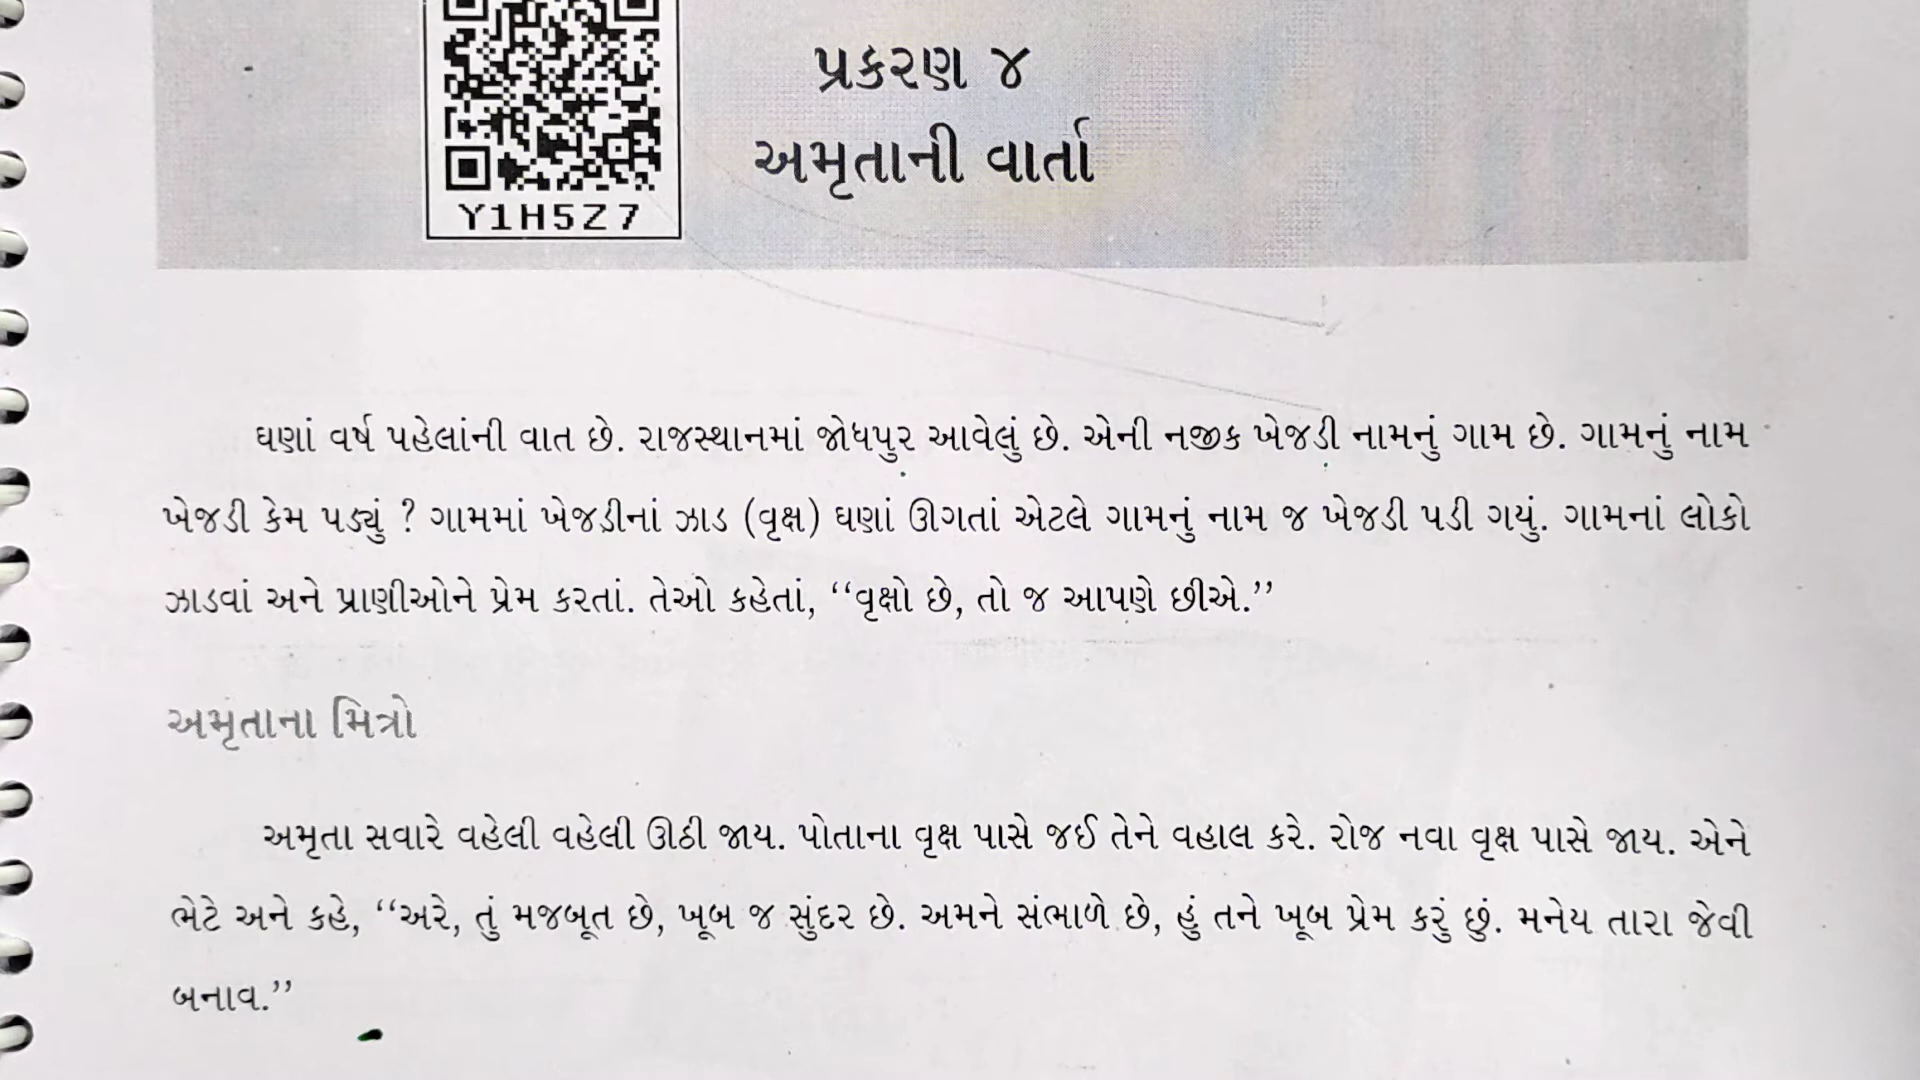 પ્રકરણ ૪
અમૃતાની વાર્તા
Y1H5Z7
ઘણાં વર્ષ પહેલાંની વાત છે. રાજસ્થાનમાં જોધપુર આવેલું છે. એની નજીક ખેજડી નામનું ગામ છે. ગામનું નામ
ખેજડી કેમ પડ્યું ? ગામમાં ખેજડીનાં ઝાડ (વૃક્ષ) ઘણાં ઊગતાં એટલે ગામનું નામ જ ખેજડી પડી ગયું. ગામનાં લોકો
ઝાડવાં અને પ્રાણીઓને પ્રેમ કરતાં. તેઓ કહેતાં, ‘‘વૃક્ષો છે, તો જ આપણે છીએ.’’
અમૃતાના મિત્રો
અમૃતા સવારે વહેલી વહેલી ઊઠી જાય. પોતાના વૃક્ષ પાસે જઈ તેને વહાલ કરે. રોજ નવા વૃક્ષ પાસે જાય. એને
ભેટે અને કહે, ‘‘અરે, તું મજબૂત છે, ખૂબ જ સુંદર છે. અમને સંભાળે છે, હું તને ખૂબ પ્રેમ કરું છું. મનેય તારા જેવી
બનાવ.’’